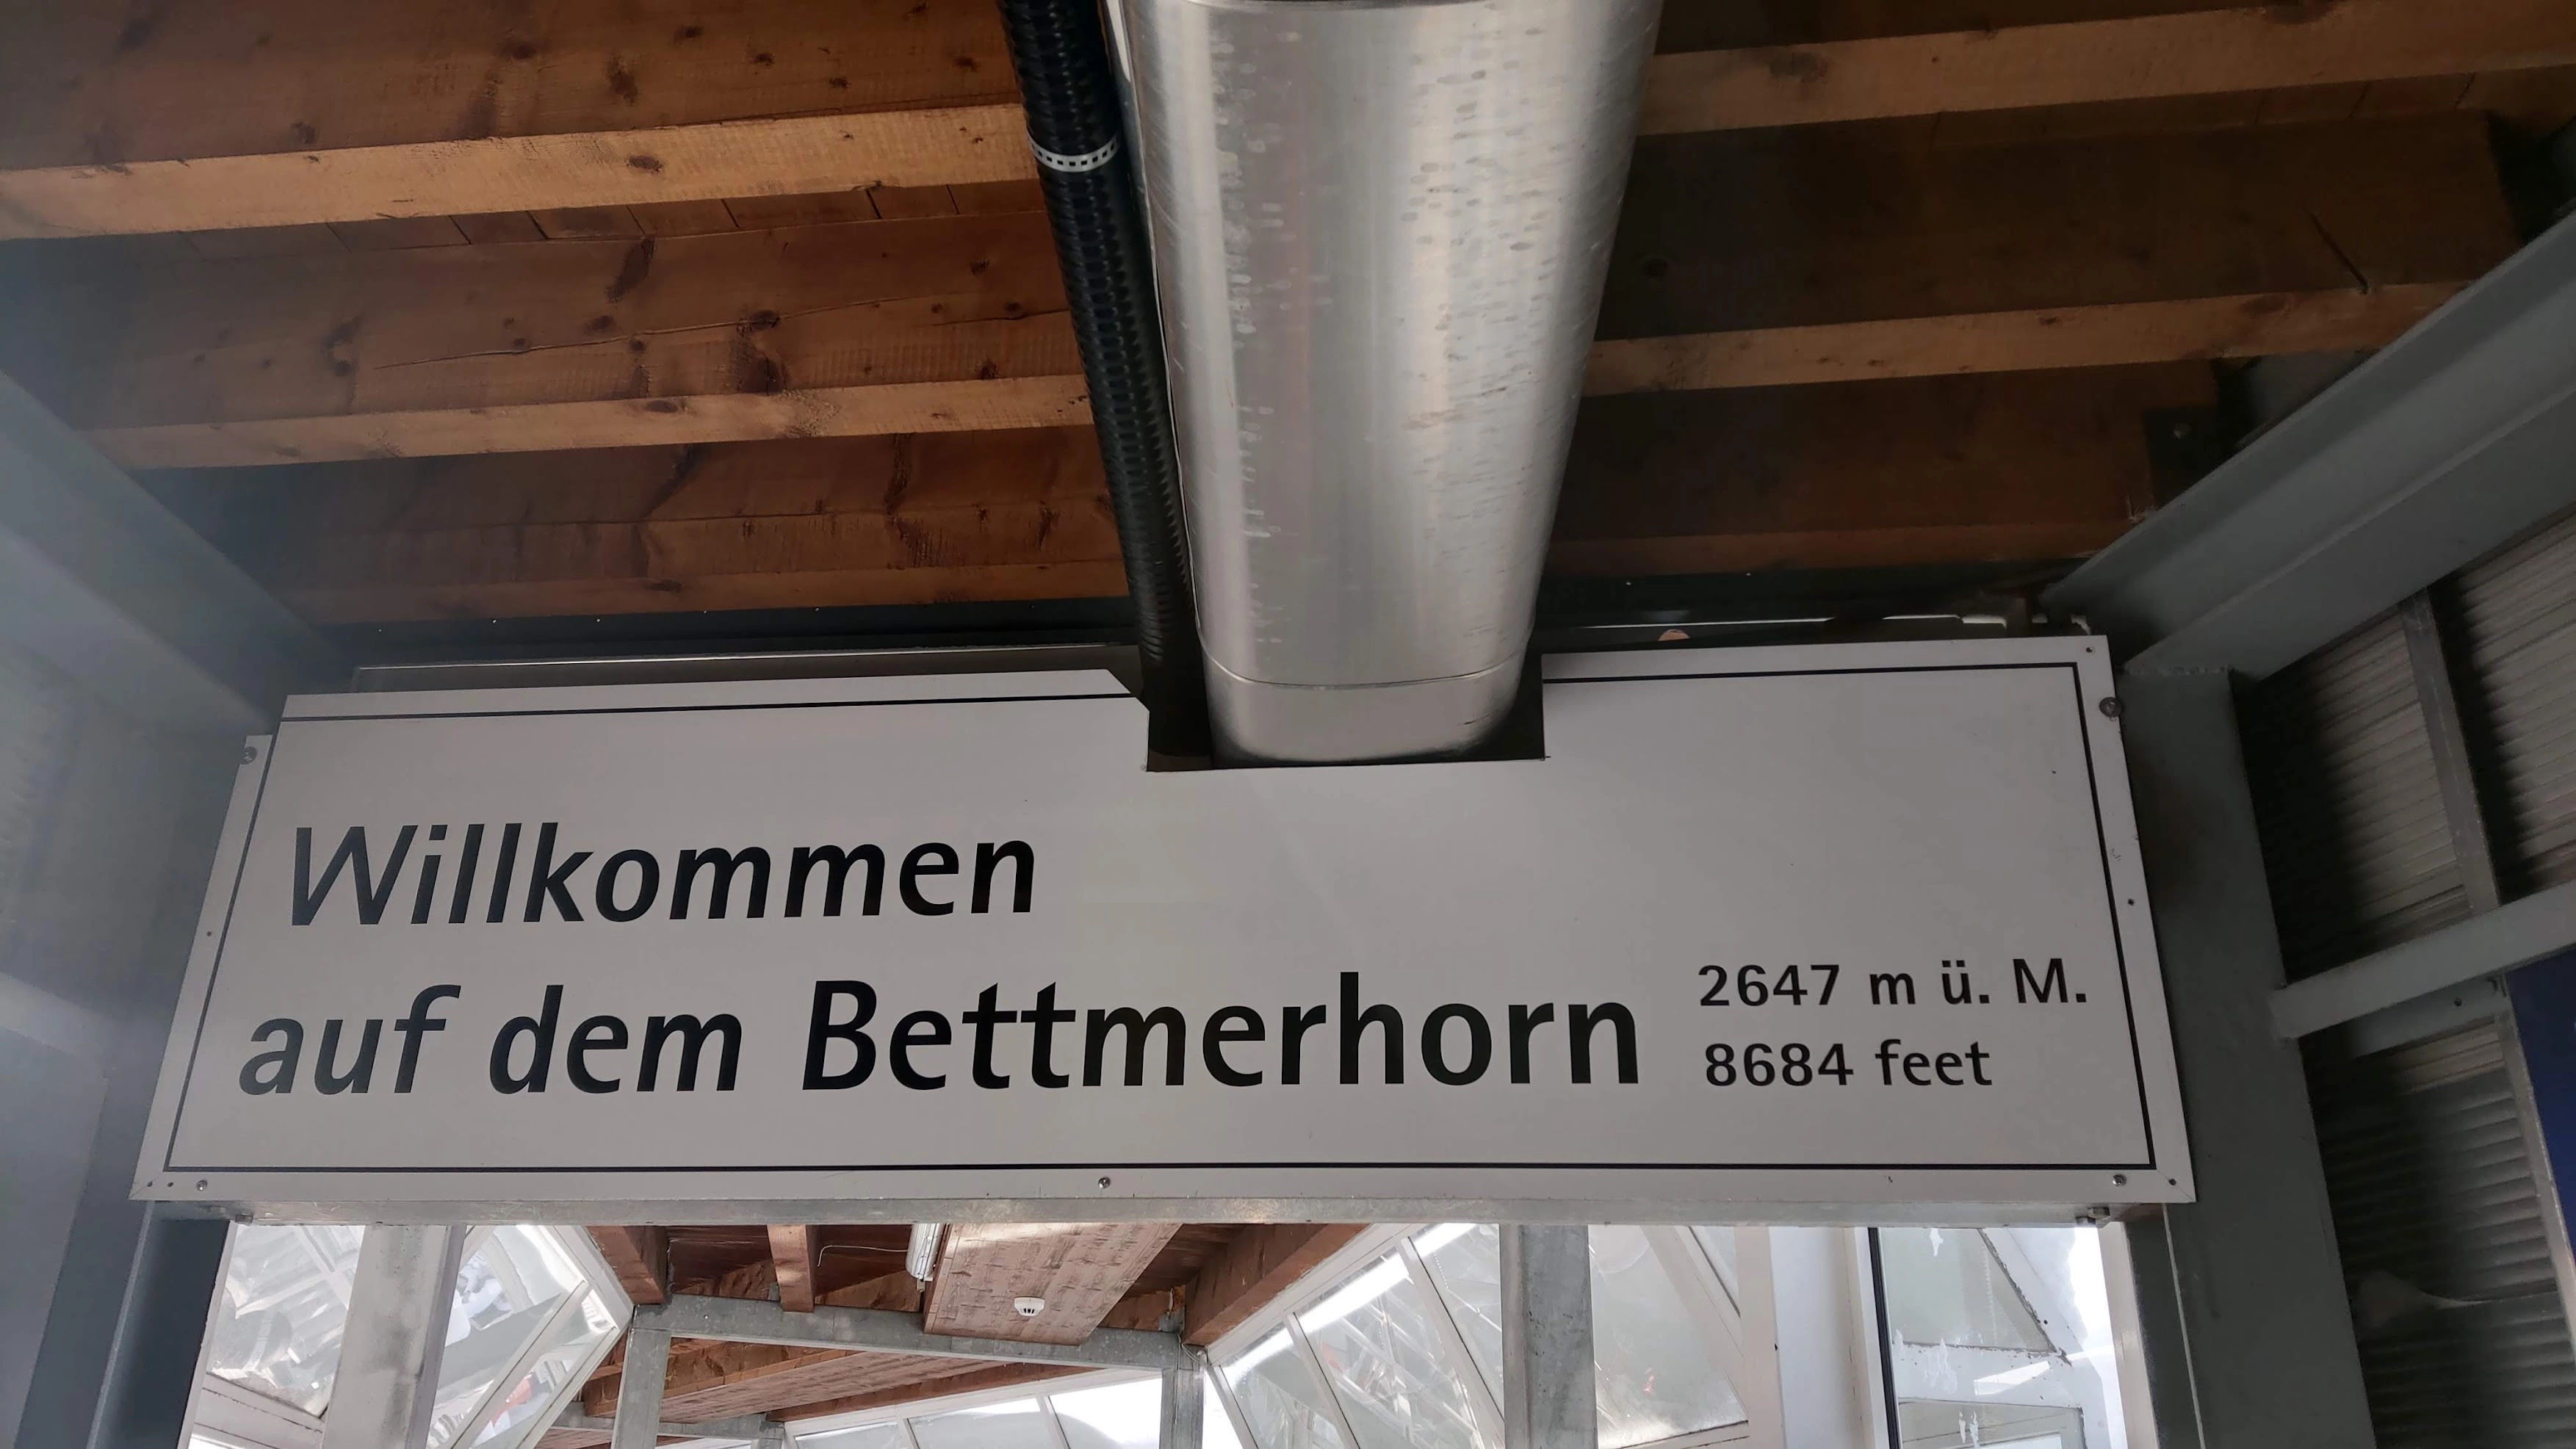 Willkommen
auf dem Bettmerhorn
2647 m ü. M.
8684 feet